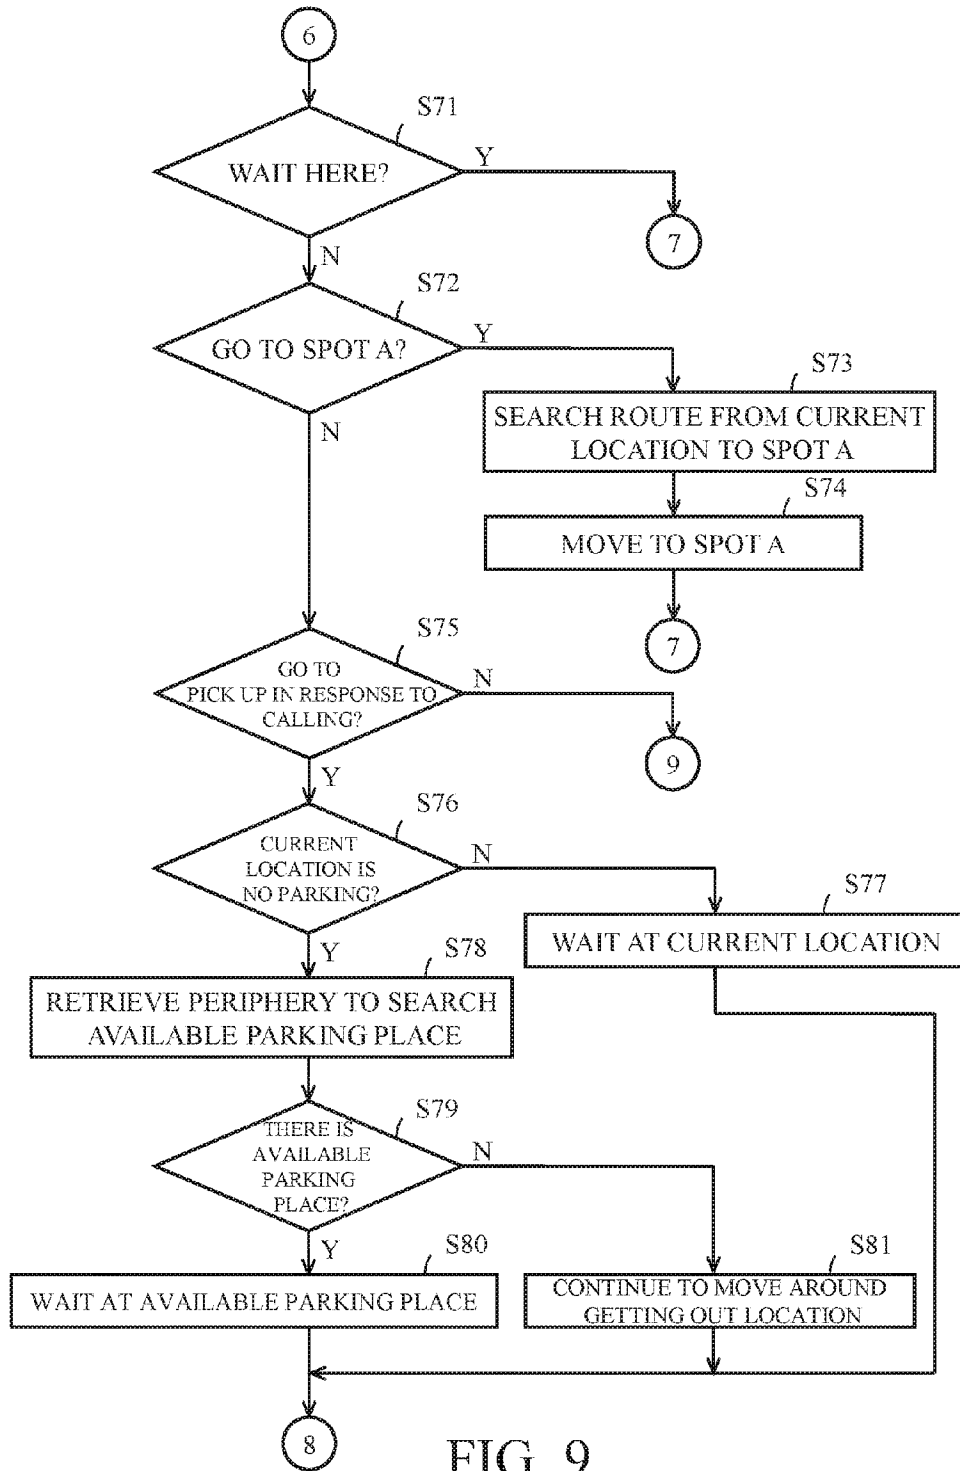 6
S71
WAIT HERE?
Y
7
N
S72
GO TO SPOT A?
Y
N
S73
SEARCH ROUTE FROM CURRENT
LOCATION TO SPOT A
S74
MOVE TO SPOT A
7
S75
GO TO
PICK UP IN RESPONSE TO
CALLING?
N
9
Y
S76
CURRENT
LOCATION IS
NO PARKING?
N
S77
WAIT AT CURRENT LOCATION
Y
S78
RETRIEVE PERIPHERY TO SEARCH
AVAILABLE PARKING PLACE
S79
THERE IS
AVAILABLE
PARKING
PLACE?
N
Y
S80
WAIT AT AVAILABLE PARKING PLACE
S81
CONTINUE TO MOVE AROUND
GETTING OUT LOCATION
8
FIG. 9